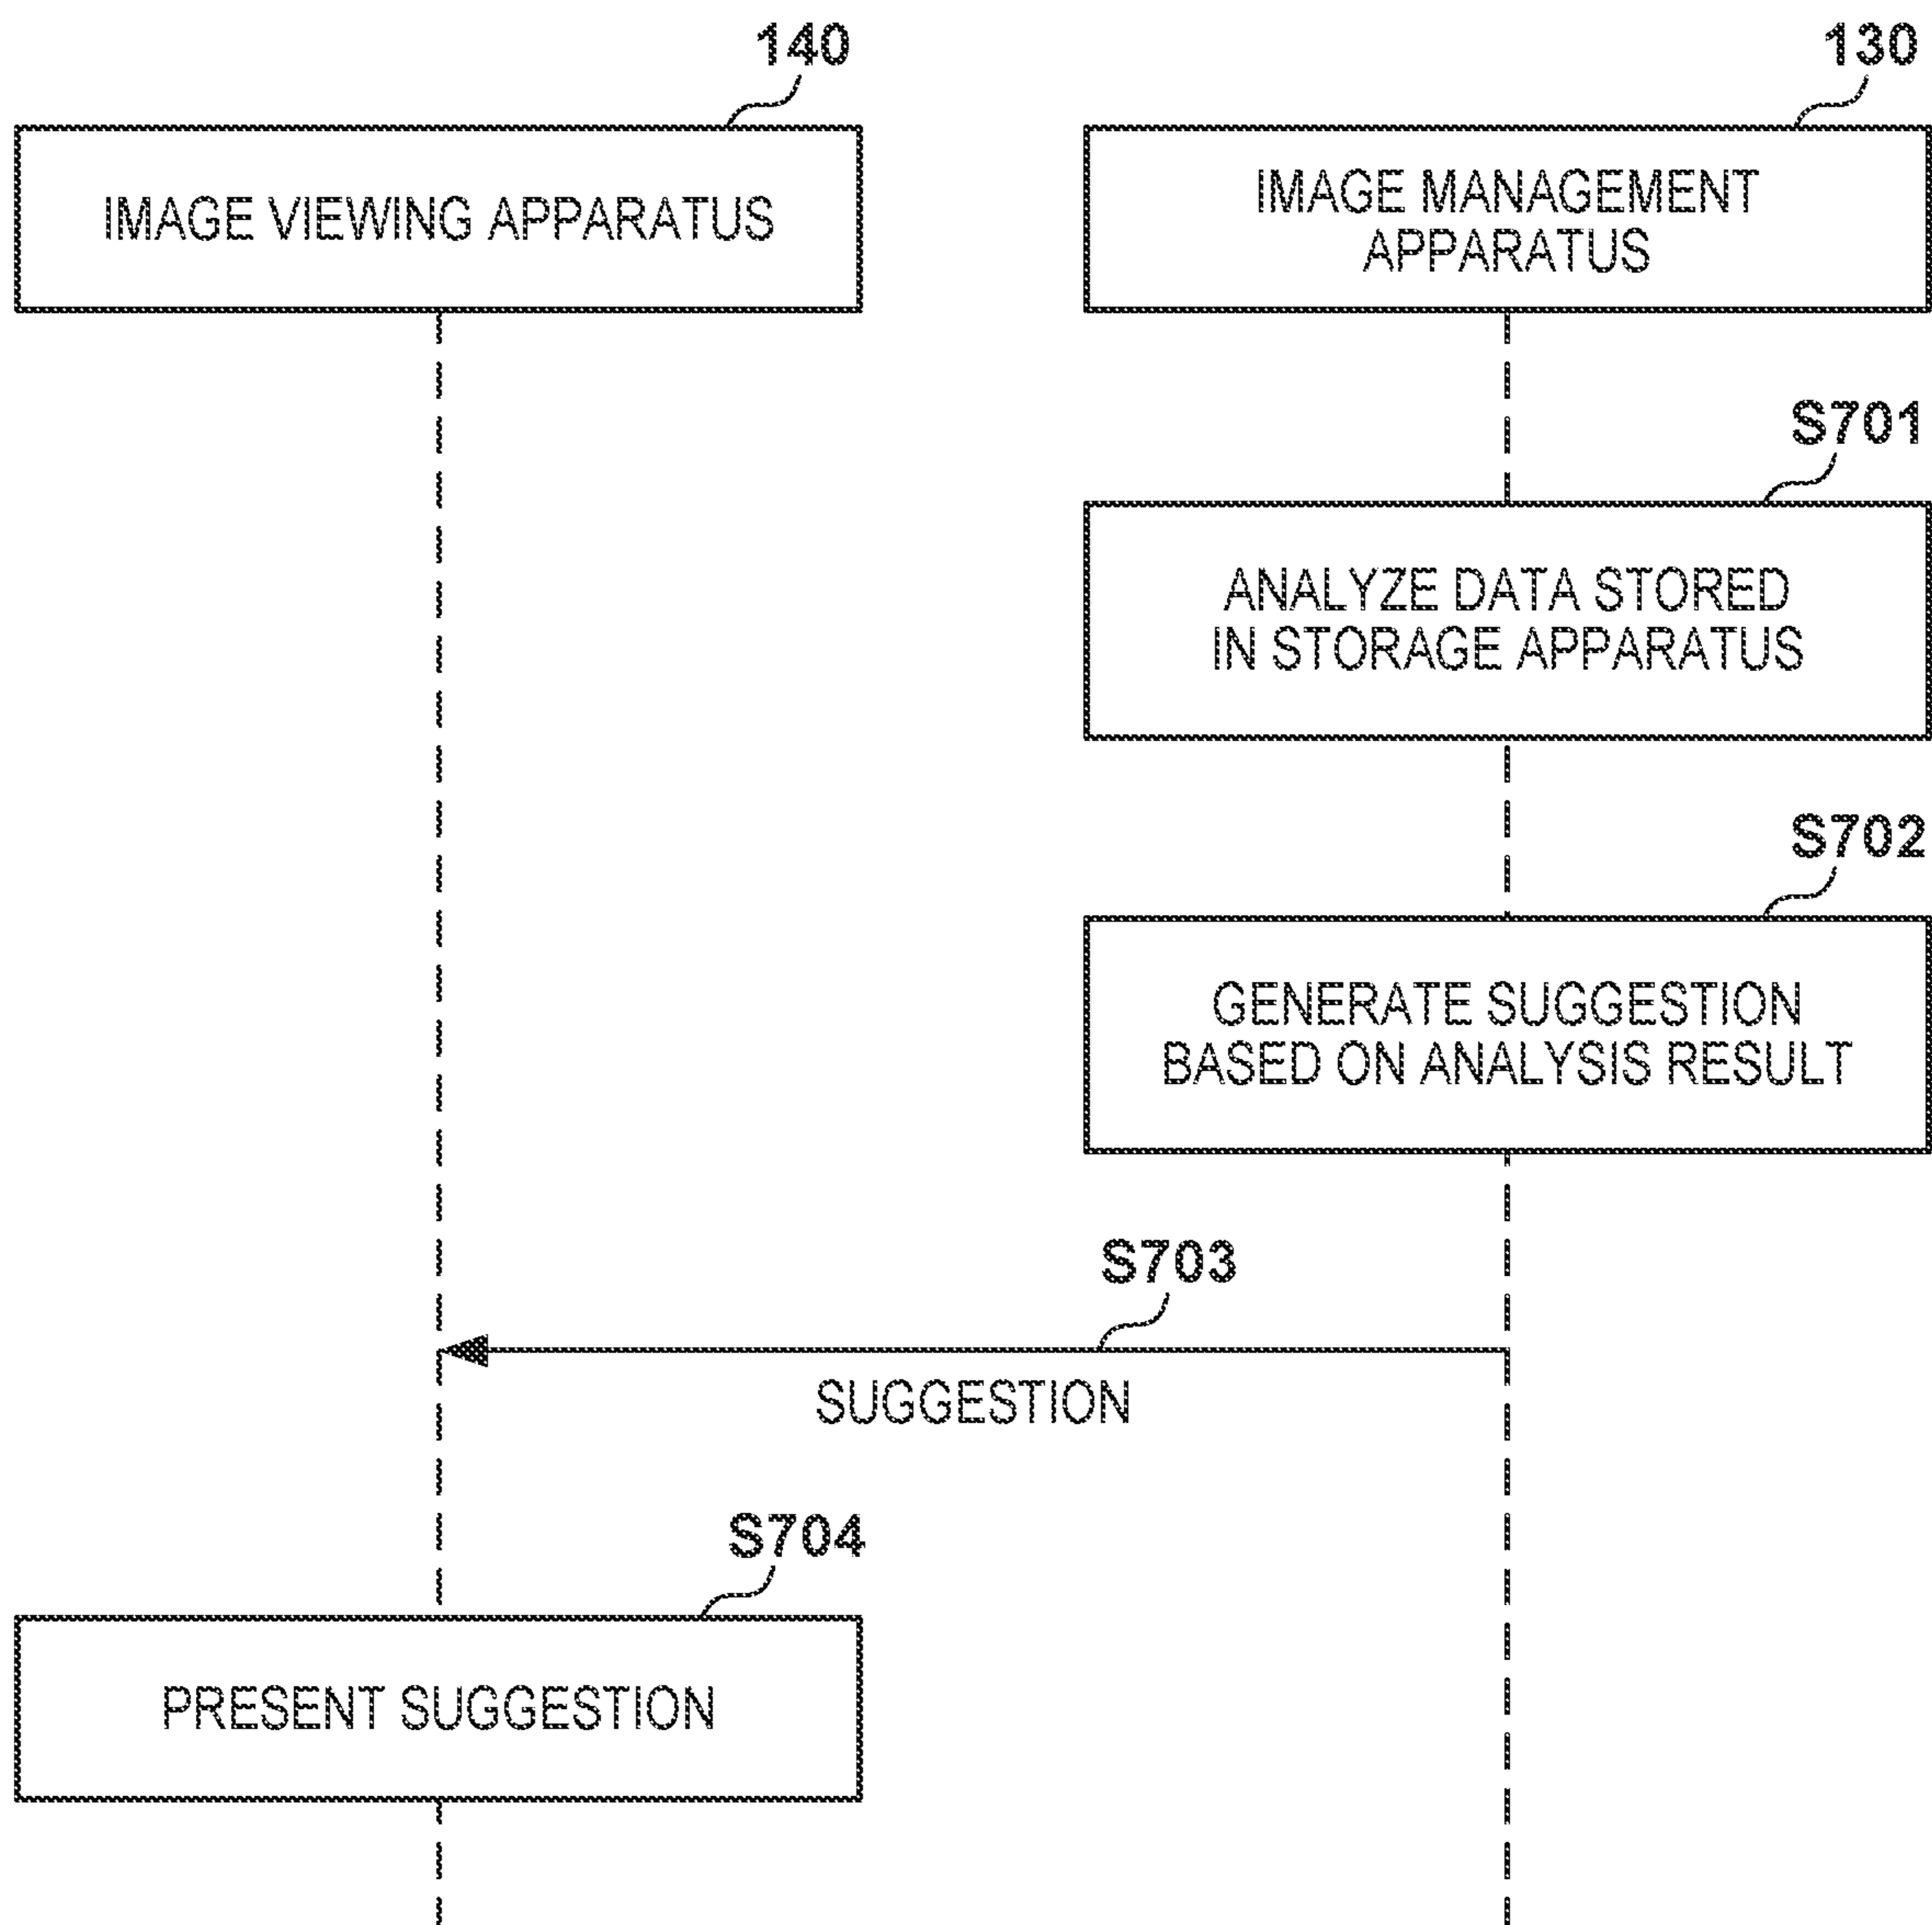 140
130
IMAGE VIEWING APPARATUS
IMAGE MANAGEMENT
APPARATUS
S701
ANALYZE DATA STORED
IN STORAGE APPARATUS
S702
GENERATE SUGGESTION
BASED ON ANALYSIS RESULT
S703
SUGGESTION
S704
PRESENT SUGGESTION